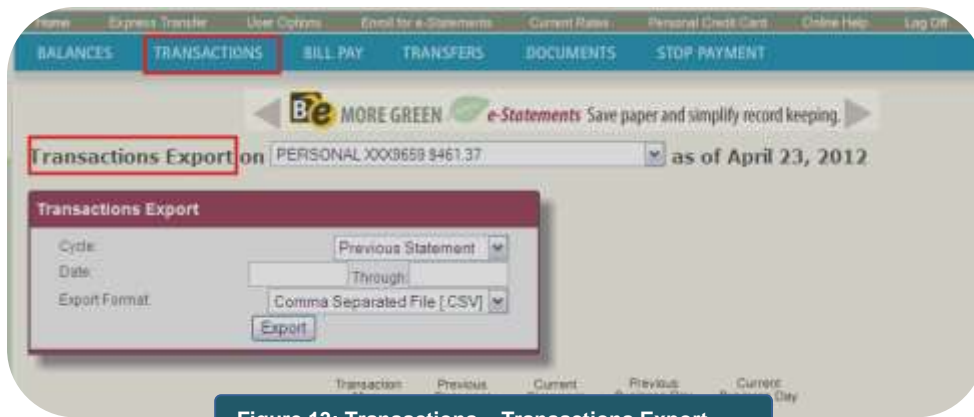 Home Express Transfer User Options Enroll for e-Statements Current Rates Personal Credit Card Online Help Log Off
BALANCES TRANSACTIONS BILL PAY TRANSFERS DOCUMENTS STOP PAYMENT
Be MORE GREEN e-Statements Save paper and simplify record keeping.
Transactions Export on PERSONAL XXX9659 $461.37 as of April 23, 2012
Transactions Export
Cycle: Previous Statement
Date: Through:
Export Format: Comma Separated File [.CSV]
Export
Transaction Previous Current Previous Current
Day
Figure 13: Transactions – Transactions Export